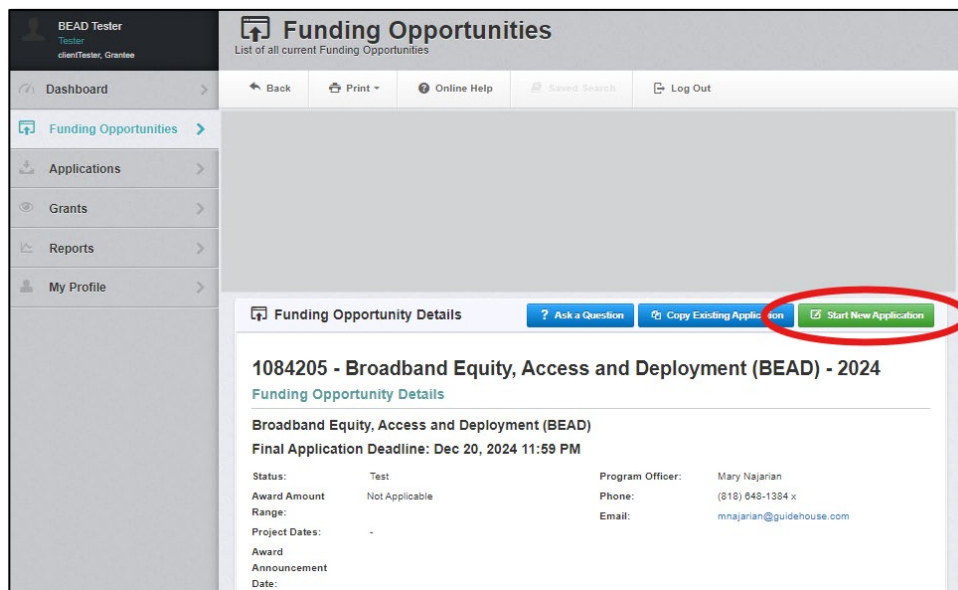 BEAD Tester
Tester
clientTester, Grantee
Dashboard
Funding Opportunities
Applications
Grants
Reports
My Profile
Funding Opportunities
List of all current Funding Opportunities
Back Print Online Help Saved Search Log Out
Funding Opportunity Details ? Ask a Question Copy Existing Application Start New Application
1084205 - Broadband Equity, Access and Deployment (BEAD) - 2024
Funding Opportunity Details
Broadband Equity, Access and Deployment (BEAD)
Final Application Deadline: Dec 20, 2024 11:59 PM
Status: Test Program Officer: Mary Najarian
Award Amount Not Applicable Phone: (818) 648-1384 x
Range: Email: mnajarian@guidehouse.com
Project Dates: -
Award
Announcement
Date: